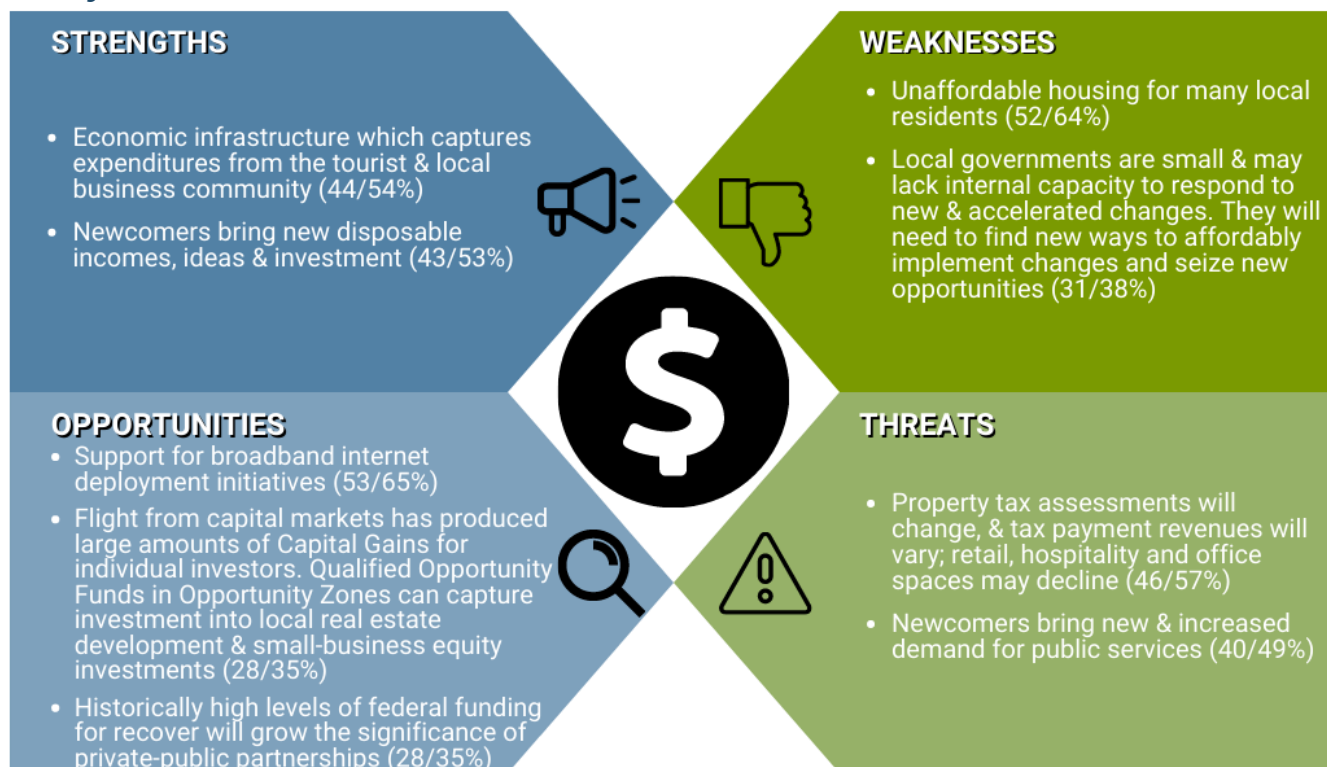 STRENGTHS
• Economic infrastructure which captures
expenditures from the tourist & local
business community (44/54%)
• Newcomers bring new disposable
incomes, ideas & investment (43/53%)
WEAKNESSES
• Unaffordable housing for many local
residents (52/64%)
• Local governments are small & may
lack internal capacity to respond to
new & accelerated changes. They will
need to find new ways to affordably
implement changes and seize new
opportunities (31/38%)
$
OPPORTUNITIES
• Support for broadband internet
deployment initiatives (53/65%)
• Flight from capital markets has produced
large amounts of Capital Gains for
individual investors. Qualified Opportunity
Funds in Opportunity Zones can capture
investment into local real estate
development & small-business equity
investments (28/35%)
• Historically high levels of federal funding
for recover will grow the significance of
private-public partnerships (28/35%)
THREATS
• Property tax assessments will
change, & tax payment revenues will
vary; retail, hospitality and office
spaces may decline (46/57%)
• Newcomers bring new & increased
demand for public services (40/49%)